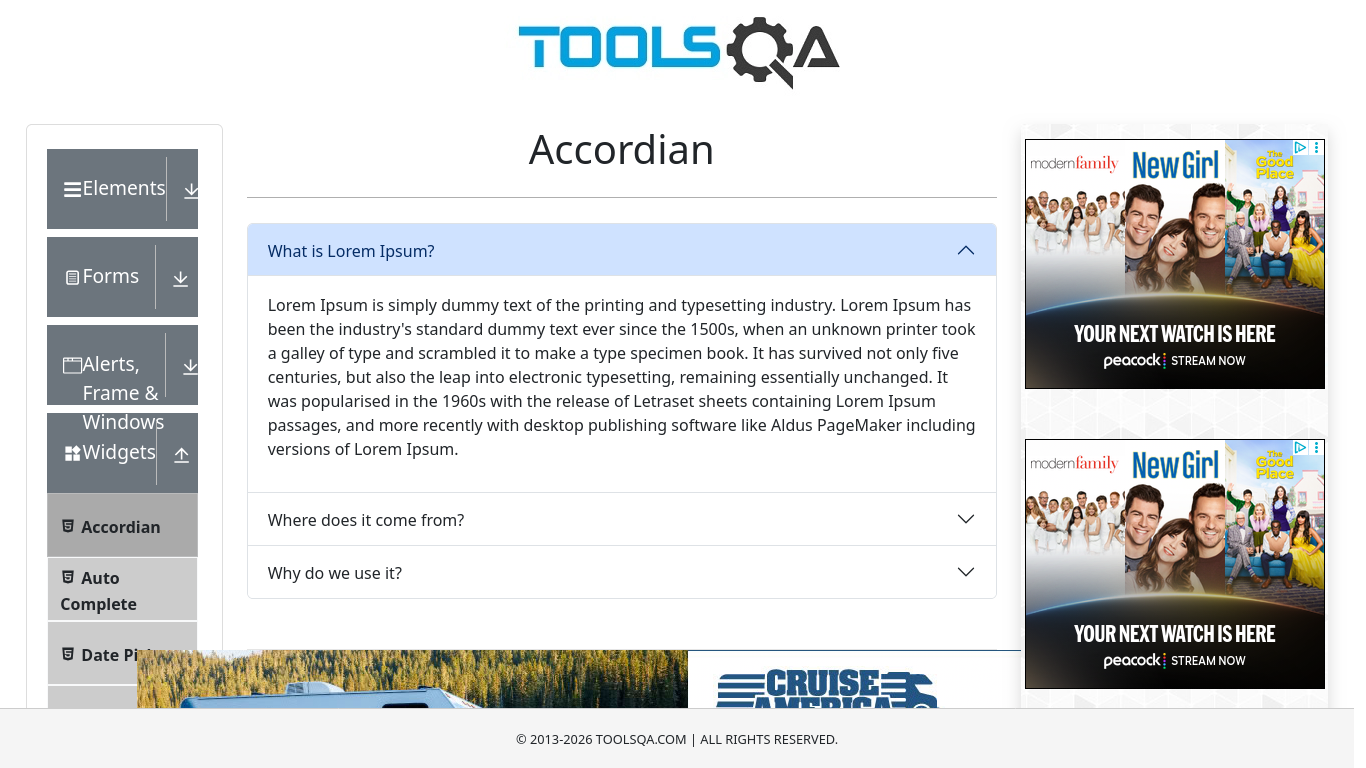 TOOLSQA
Elements
Forms
Alerts,
Frame &
Windows
Widgets
Accordian
Auto
Complete
Accordian
What is Lorem Ipsum?
Lorem Ipsum is simply dummy text of the printing and typesetting industry. Lorem Ipsum has
been the industry's standard dummy text ever since the 1500s, when an unknown printer took
a galley of type and scrambled it to make a type specimen book. It has survived not only five
centuries, but also the leap into electronic typesetting, remaining essentially unchanged. It
was popularised in the 1960s with the release of Letraset sheets containing Lorem Ipsum
passages, and more recently with desktop publishing software like Aldus PageMaker including
versions of Lorem Ipsum.
Where does it come from?
Why do we use it?
modern family
New Girl
The
Good
Place
YOUR NEXT WATCH IS HERE
peacock STREAM NOW
modern family
New Girl
The
Good
Place
YOUR NEXT WATCH IS HERE
peacock STREAM NOW
Date
CRUISE
AMERICA
© 2013-2026 TOOLSQA.COM | ALL RIGHTS RESERVED.